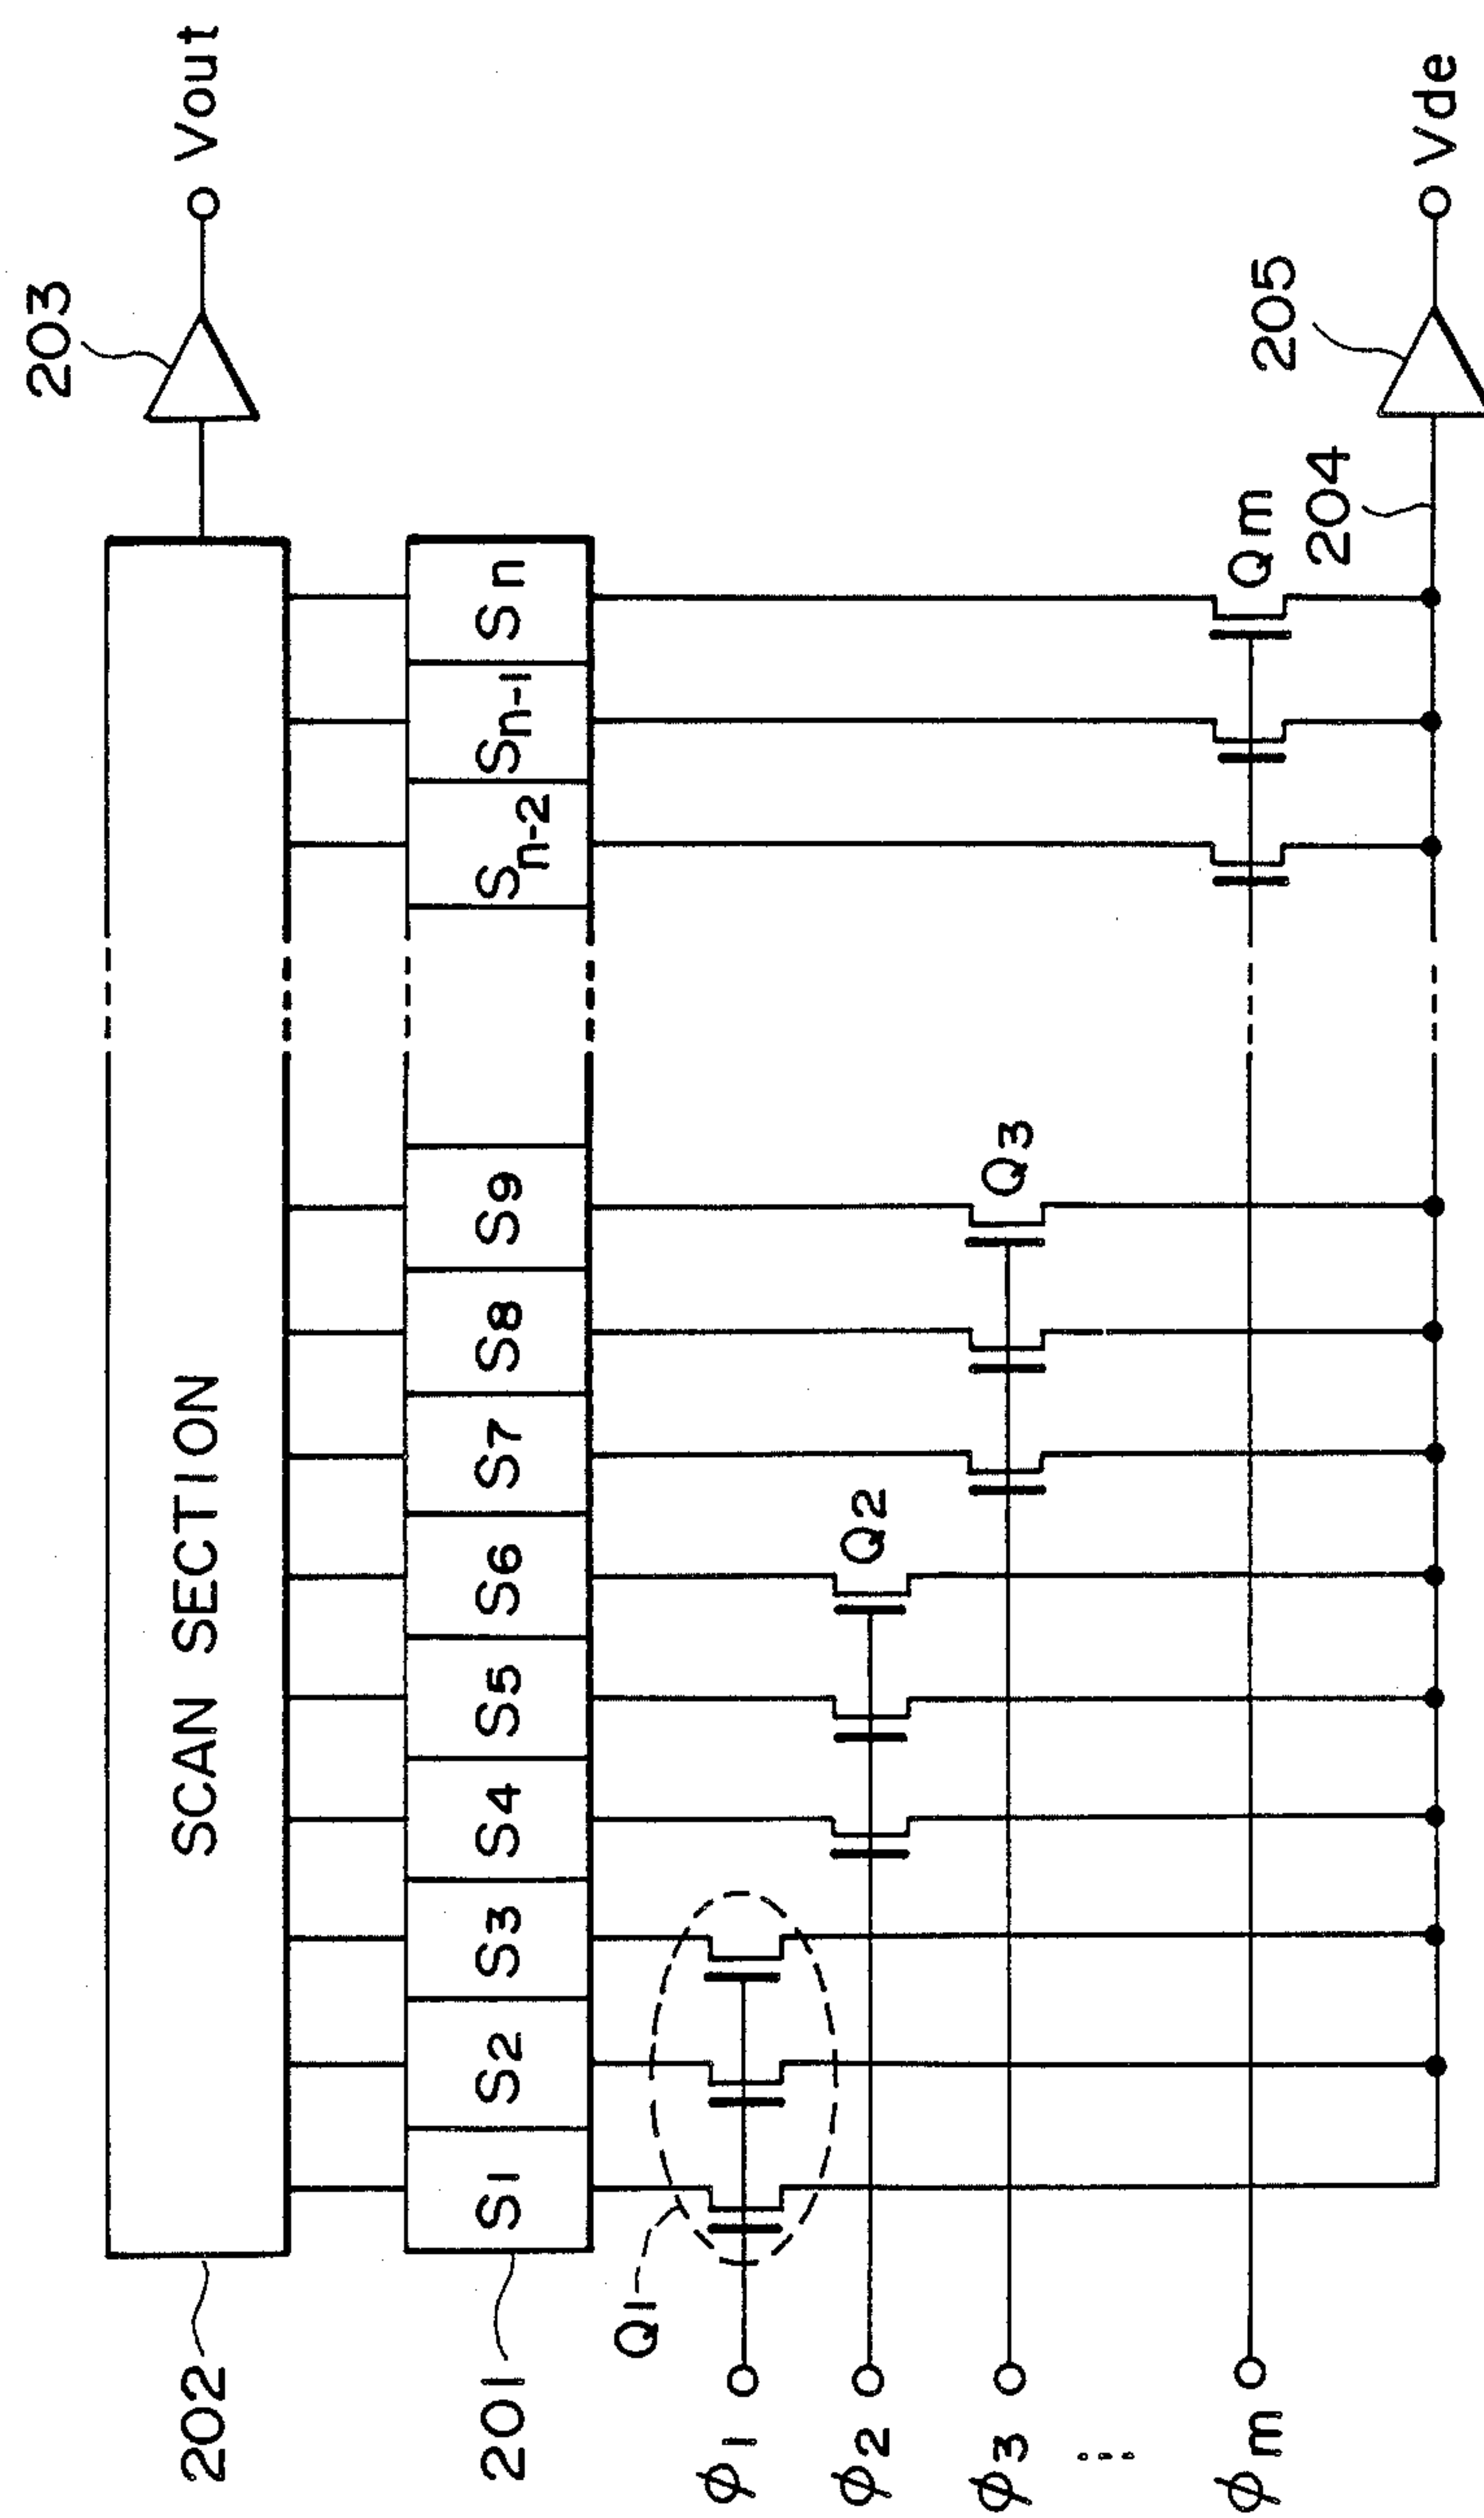 203
Vout
SCAN SECTION
202
S1
S2
S3
S4
S5
S6
S7
S8
S9
Sn-2
Sn-1
Sn
201
Q1
ϕ1
Q2
ϕ2
Q3
ϕ3
...
Qm
ϕm
204
205
Vde